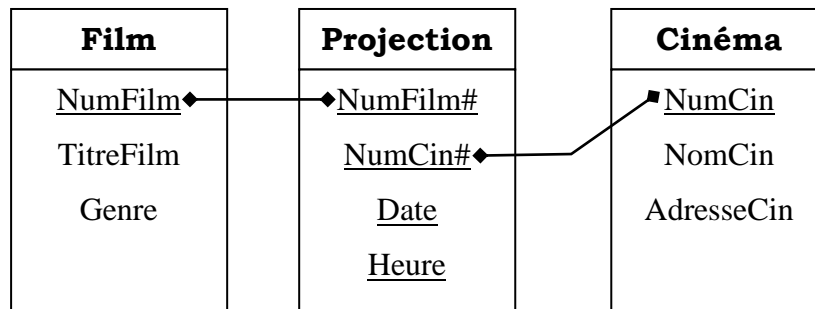 Film
NumFilm
TitreFilm
Genre
Projection
NumFilm#
NumCin#
Date
Heure
Cinéma
NumCin
NomCin
AdresseCin